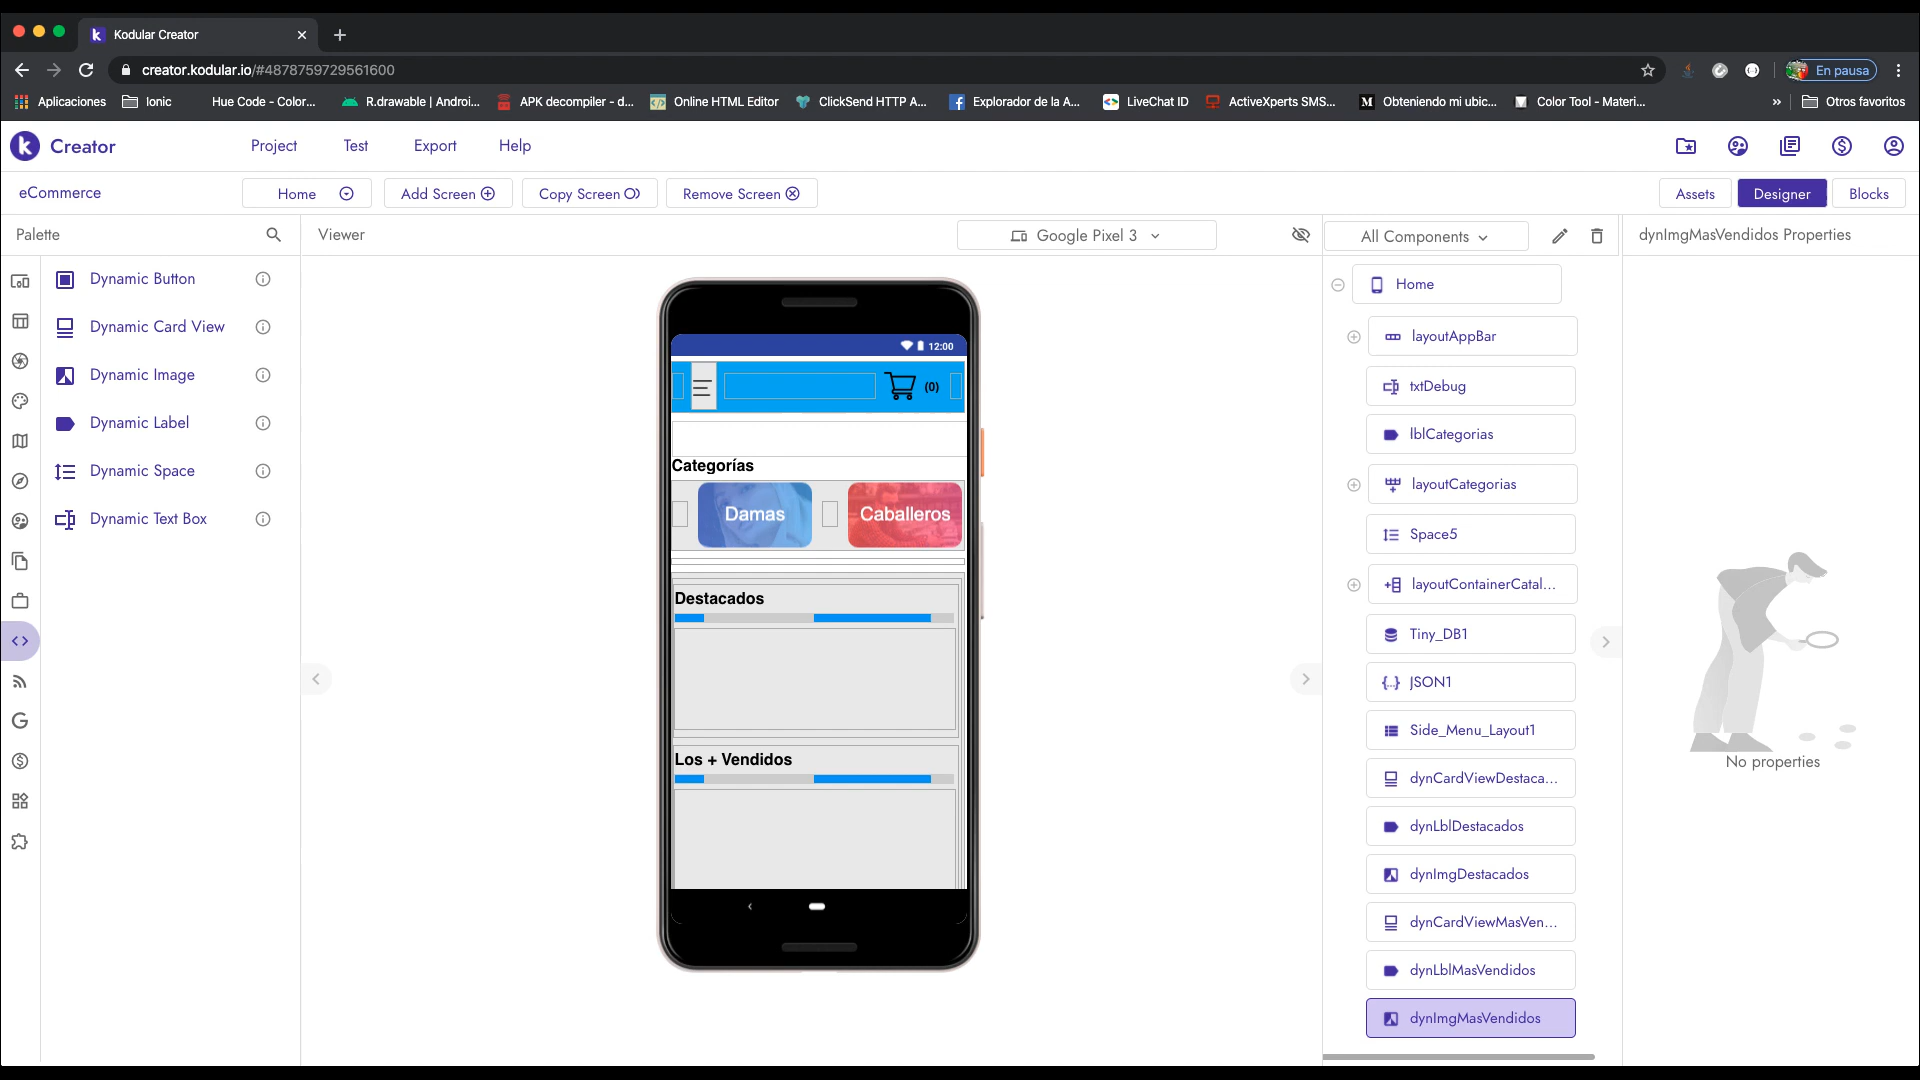 Kodular Creator
creator.kodular.io/#4878759729561600
En pausa
Aplicaciones
Ionic
Hue Code - Color...
R.drawable | Androi...
APK decompiler - d...
Online HTML Editor
ClickSend HTTP A...
Explorador de la A...
LiveChat ID
ActiveXperts SMS...
M
Obteniendo mi ubic...
Color Tool - Materi...
»
Otros favoritos
k Creator
Project
Test
Export
Help
eCommerce
Home
Add Screen
Copy Screen
Remove Screen
Assets
Designer
Blocks
Palette
Viewer
Google Pixel 3
All Components
dynImgMasVendidos Properties
Dynamic Button
Dynamic Card View
Dynamic Image
Dynamic Label
Dynamic Space
Dynamic Text Box
12:00
(0)
Categorías
Damas
Caballeros
Destacados
Los + Vendidos
Home
layoutAppBar
txtDebug
lblCategorias
layoutCategorias
Space5
layoutContainerCatal...
Tiny_DB1
JSON1
Side_Menu_Layout1
dynCardViewDestaca...
dynLblDestacados
dynImgDestacados
dynCardViewMasVen...
dynLblMasVendidos
dynImgMasVendidos
No properties